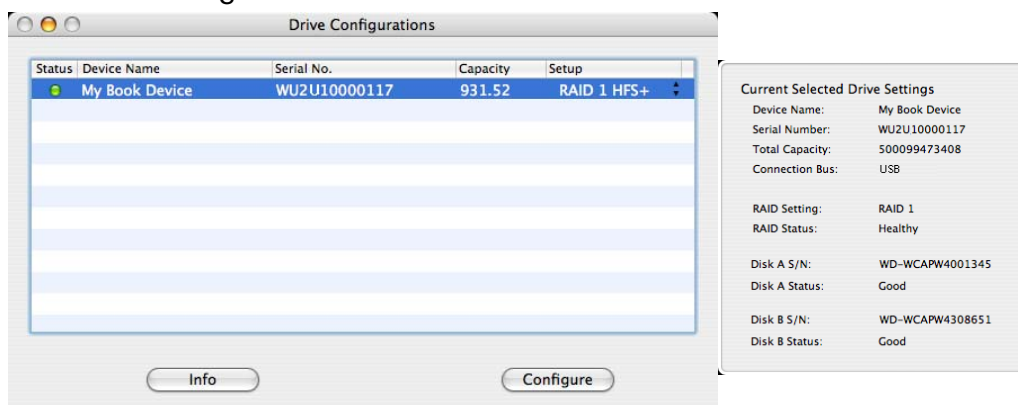 Drive Configurations
Status Device Name Serial No. Capacity Setup
My Book Device WU2U10000117 931.52 RAID 1 HFS+
Info Configure
Current Selected Drive Settings
Device Name: My Book Device
Serial Number: WU2U10000117
Total Capacity: 500099473408
Connection Bus: USB
RAID Setting: RAID 1
RAID Status: Healthy
Disk A S/N: WD-WCAPW4001345
Disk A Status: Good
Disk B S/N: WD-WCAPW4308651
Disk B Status: Good